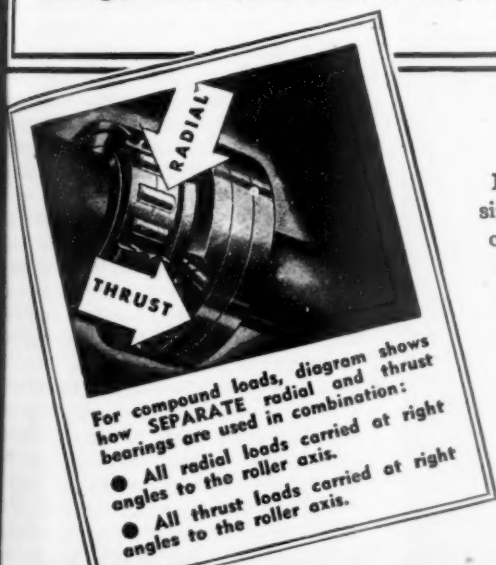 RADIAL
THRUST
For compound loads, diagram shows
how SEPARATE radial and thrust
bearings are used in combination:
● All radial loads carried at right
angles to the roller axis.
● All thrust loads carried at right
angles to the roller axis.
si